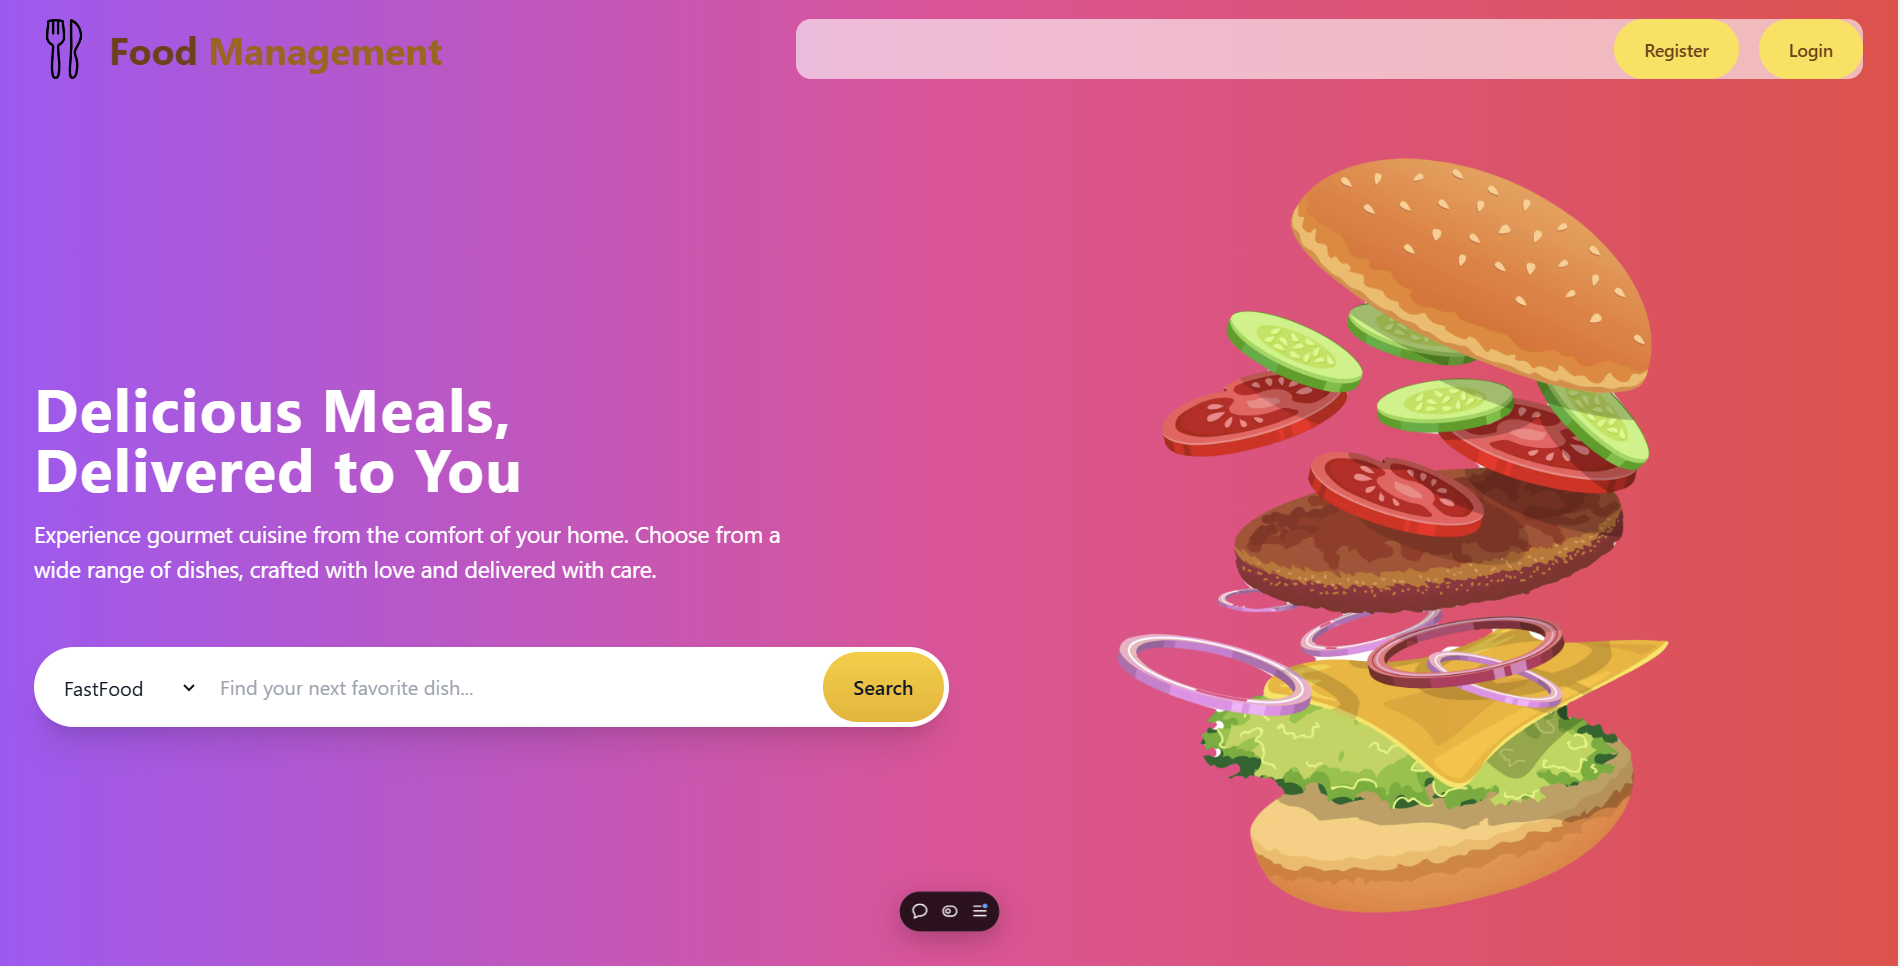 Food Management
Register
Login
Delicious Meals,
Delivered to You
Experience gourmet cuisine from the comfort of your home. Choose from a
wide range of dishes, crafted with love and delivered with care.
FastFood
Find your next favorite dish...
Search